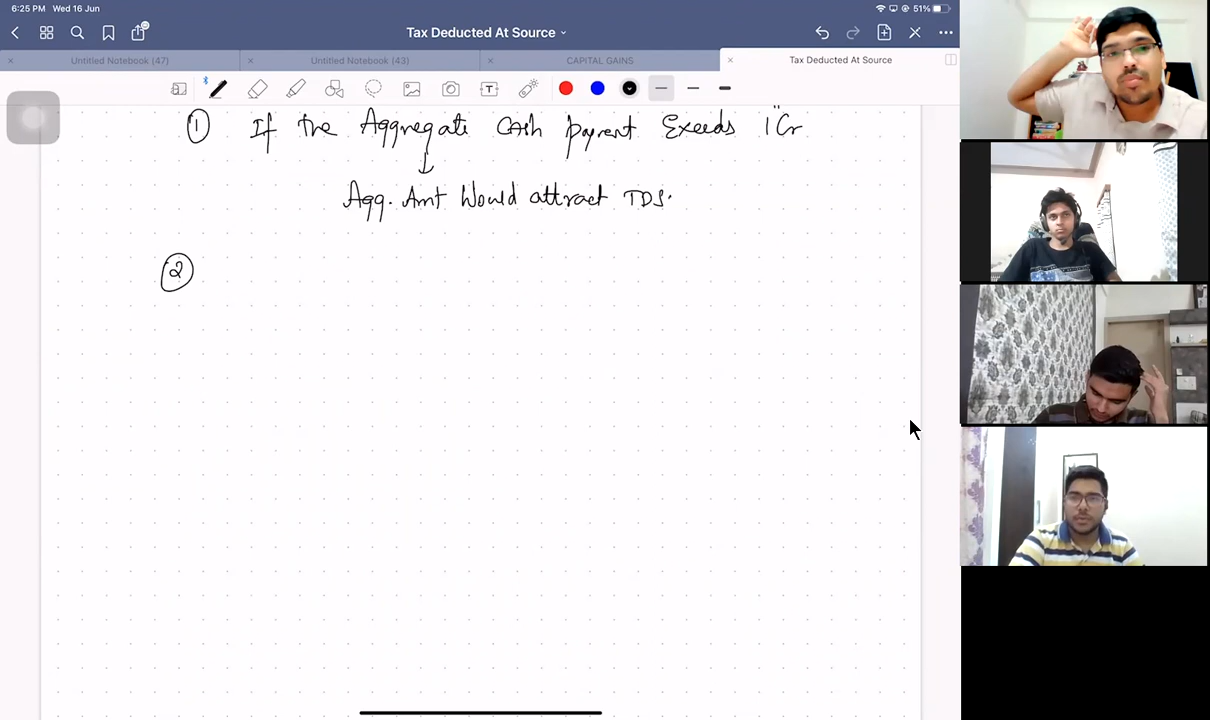 6:25 PM Wed 16 Jun
51%
Tax Deducted At Source
Untitled Notebook (47)
Untitled Notebook (43)
CAPITAL GAINS
Tax Deducted At Source
T
① If the Aggregate Cash payment Exceeds 1 Cr
↓
Agg. Amt Would attract TDS.
②